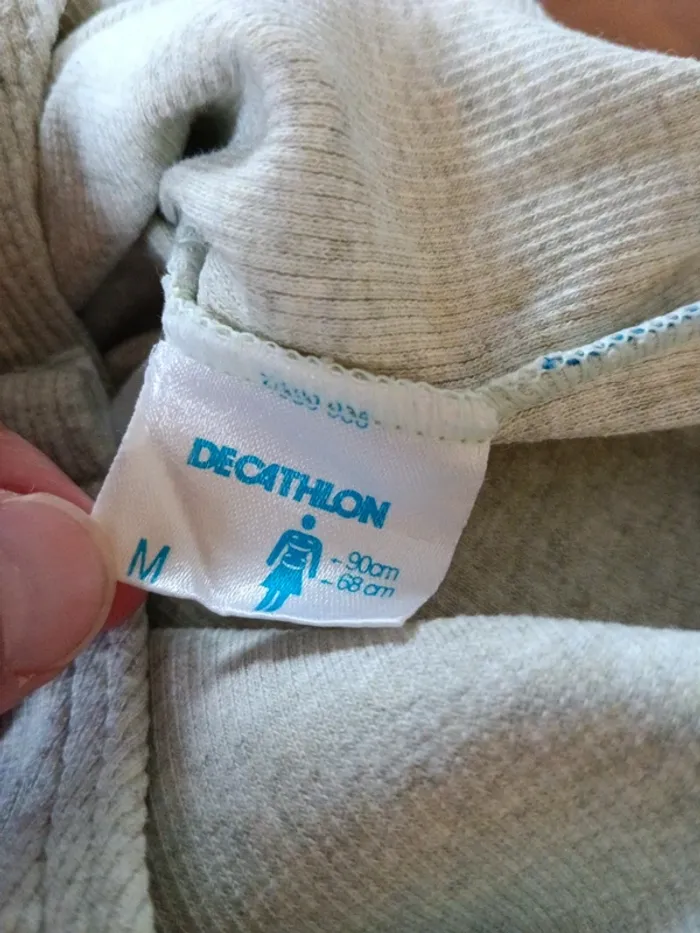 DECATHLON
M
- 90cm
- 68 cm